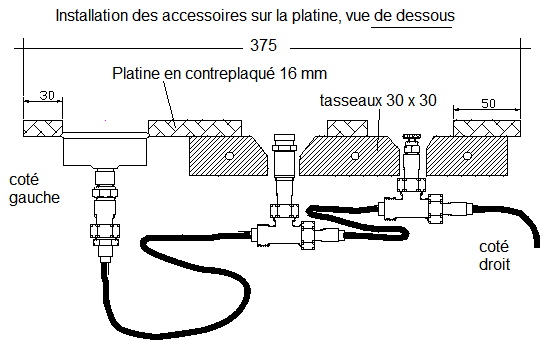 Installation des accessoires sur la platine, vue de dessous
375
Platine en contreplaqué 16 mm
30
tasseaux 30 x 30
50
coté
gauche
coté
droit